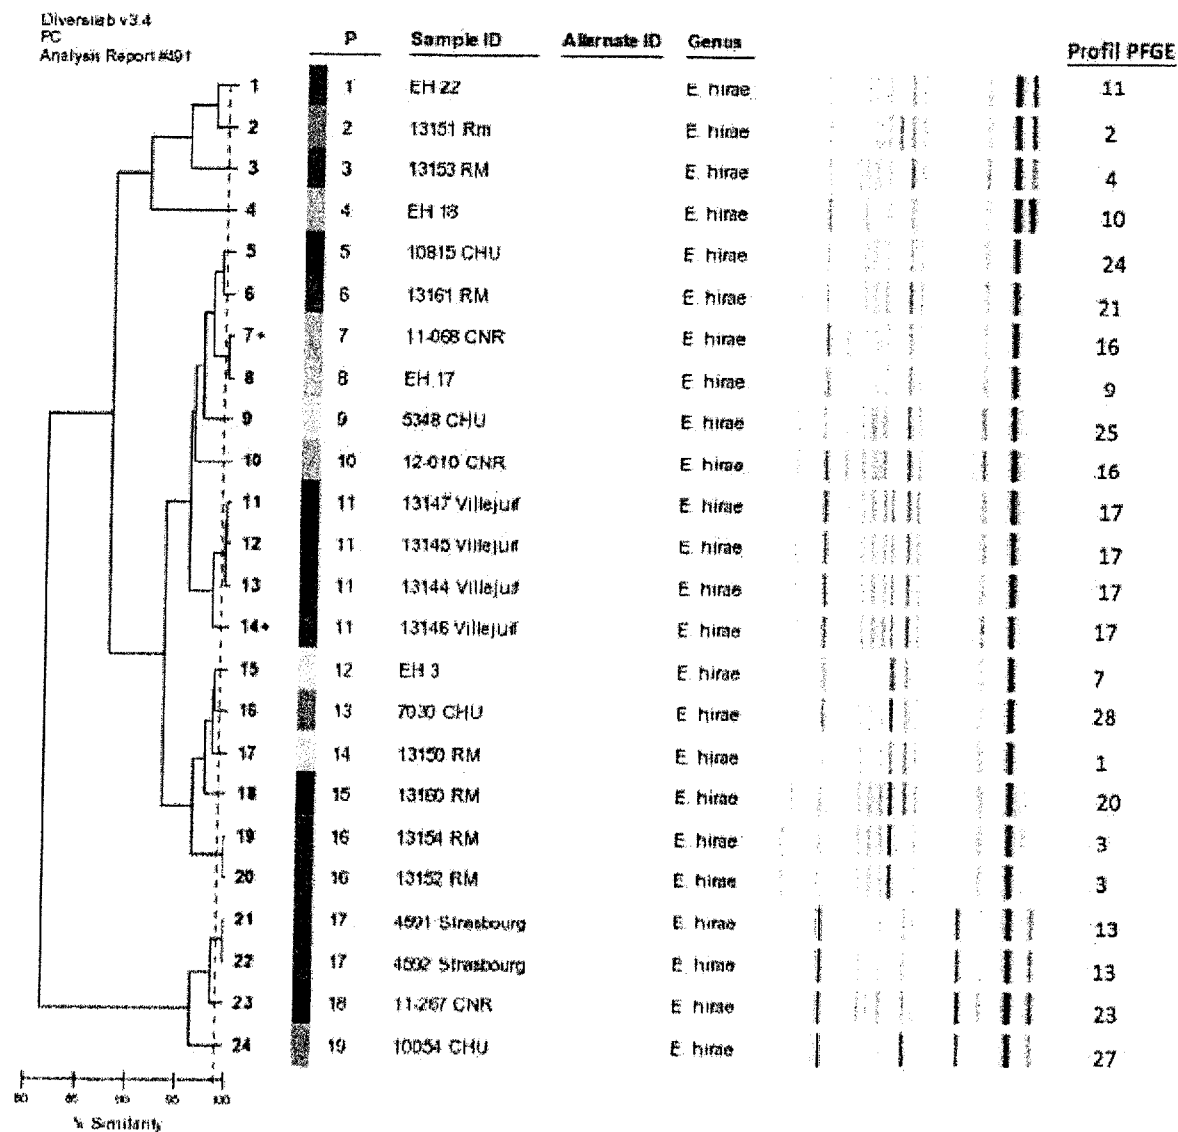 Diversilab v3.4
PC
Analysis Report #491
P Sample ID Alternate ID Genus Profil PFGE
1 1 EH 22 E. hirae 11
2 2 13151 Rm E. hirae 2
3 3 13153 RM E. hirae 4
4 4 EH 18 E. hirae 10
5 5 10815 CHU E. hirae 24
6 6 13161 RM E. hirae 21
7+ 7 11-068 CNR E. hirae 16
8 8 EH 17 E. hirae 9
9 9 5348 CHU E. hirae 25
10 10 12-010 CNR E. hirae 16
11 11 13147 Villejuif E. hirae 17
12 11 13145 Villejuif E. hirae 17
13 11 13144 Villejuif E. hirae 17
14+ 11 13146 Villejuif E. hirae 17
15 12 EH 3 E. hirae 7
16 13 7030 CHU E. hirae 28
17 14 13150 RM E. hirae 1
18 15 13160 RM E. hirae 20
19 16 13154 RM E. hirae 3
20 16 13152 RM E. hirae 3
21 17 4591 Strasbourg E. hirae 13
22 17 4592 Strasbourg E. hirae 13
23 18 11-267 CNR E. hirae 23
24 19 10054 CHU E. hirae 27
80 85 90 95 100
% Similarity